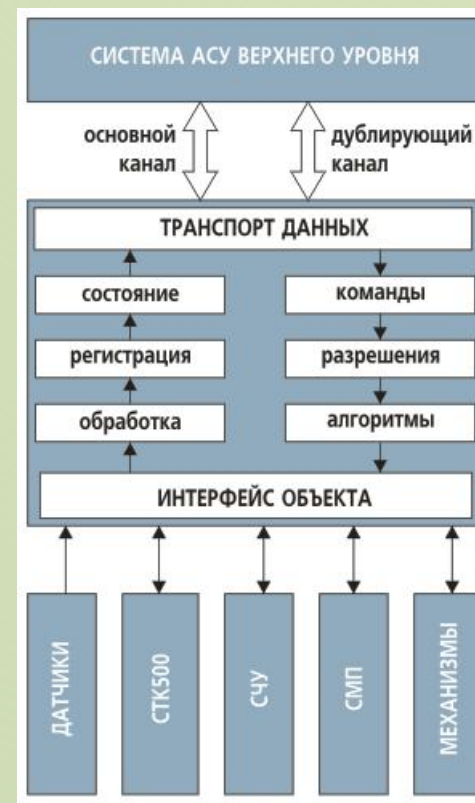 СИСТЕМА АСУ ВЕРХНЕГО УРОВНЯ
основной
канал
дублирующий
канал
ТРАНСПОРТ ДАННЫХ
состояние
команды
регистрация
разрешения
обработка
алгоритмы
ИНТЕРФЕЙС ОБЪЕКТА
ДАТЧИКИ
СТК500
СЧУ
СМП
МЕХАНИЗМЫ